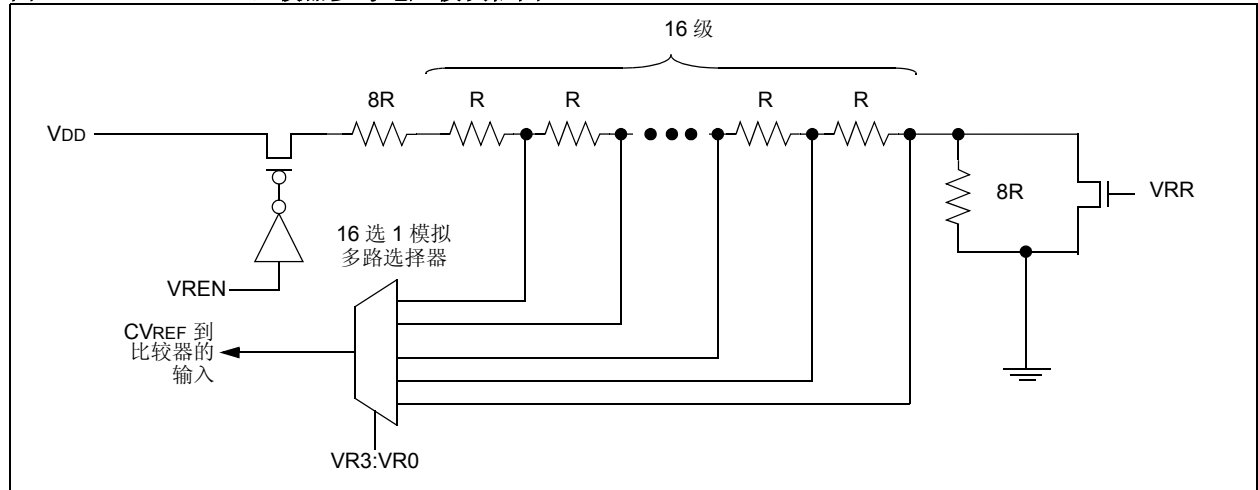 16 级
8R
R
R
R
R
VDD
8R
VRR
16 选 1 模拟
多路选择器
VREN
CVREF 到
比较器的
输入
VR3:VR0